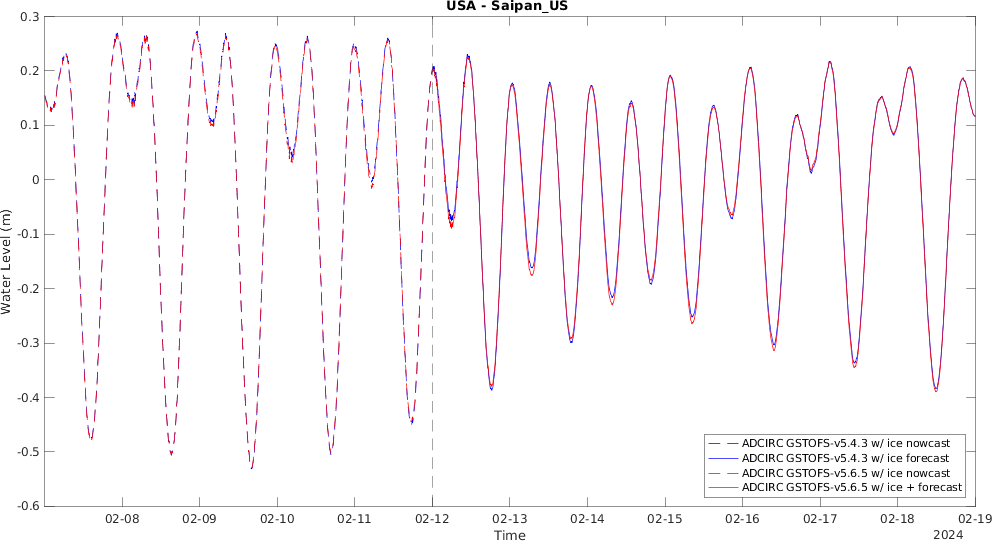 USA - Saipan_US
0.3
0.2
0.1
0
-0.1
-0.2
-0.3
-0.4
-0.5
-0.6
Water Level (m)
ADCIRC GSTOFS-v5.4.3 w/ ice nowcast
ADCIRC GSTOFS-v5.4.3 w/ ice forecast
ADCIRC GSTOFS-v5.6.5 w/ ice nowcast
ADCIRC GSTOFS-v5.6.5 w/ ice + forecast
02-08 02-09 02-10 02-11 02-12 02-13 02-14 02-15 02-16 02-17 02-18 02-19
Time
2024